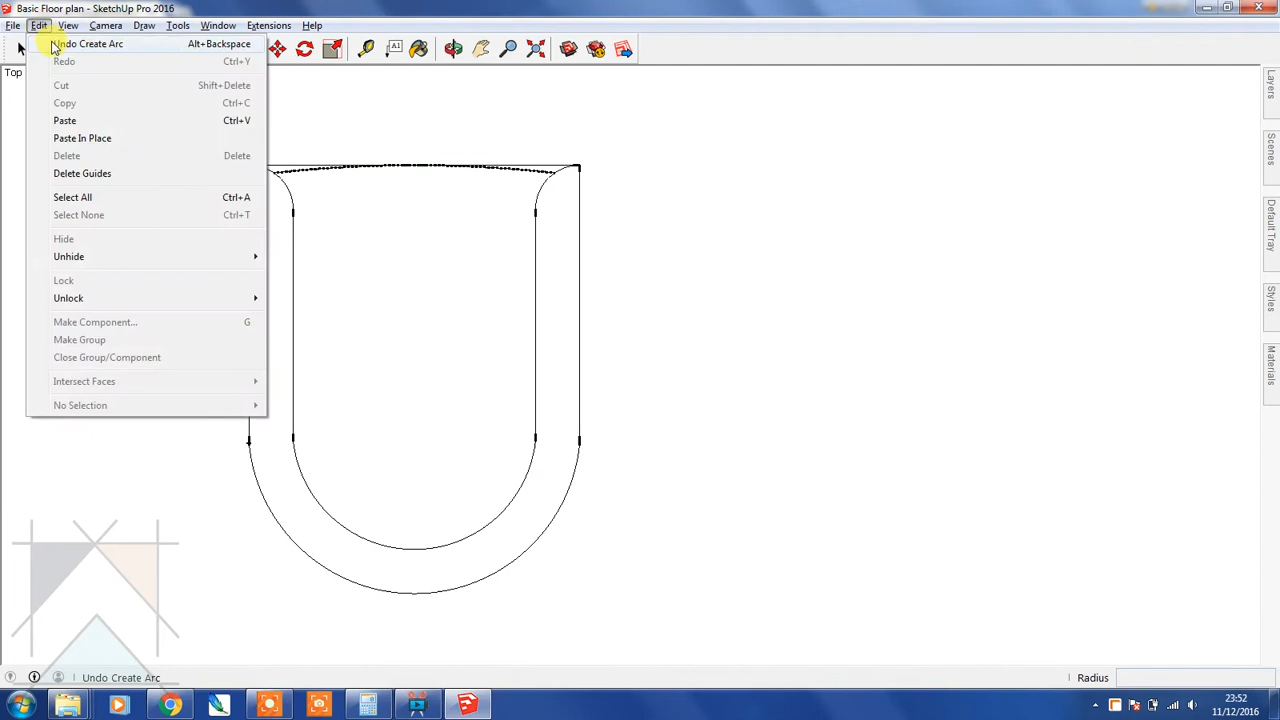 Basic Floor plan - SketchUp Pro 2016
File Edit View Camera Draw Tools Window Extensions Help
Undo Create Arc Alt+Backspace
A1
Top
Redo Ctrl+Y
Cut Shift+Delete
Copy Ctrl+C
Paste Ctrl+V
Paste In Place
Delete Delete
Delete Guides
Select All Ctrl+A
Select None Ctrl+T
Hide
Unhide
Lock
Unlock
Make Component... G
Make Group
Close Group/Component
Intersect Faces
No Selection
Layers
Scenes
Default Tray
Styles
Materials
Undo Create Arc
Radius
23:52
11/12/2016